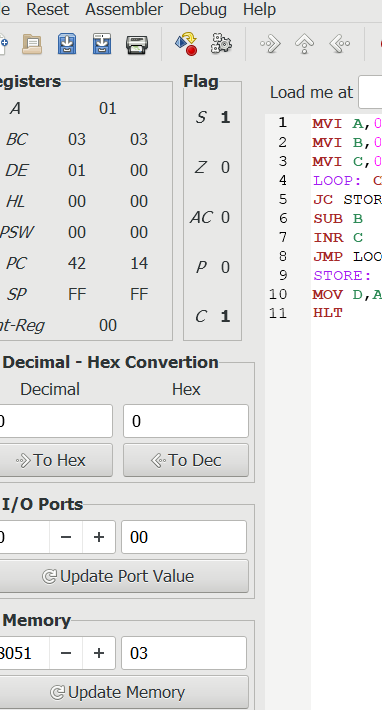 e Reset Assembler Debug Help
egisters
A 01
BC 03 03
DE 01 00
HL 00 00
PSW 00 00
PC 42 14
SP FF FF
nt-Reg 00
Flag
S 1
Z 0
AC 0
P 0
C 1
Load me at
1 MVI A,0
2 MVI B,0
3 MVI C,0
4 LOOP: C
5 JC STOR
6 SUB B
7 INR C
8 JMP LOO
9 STORE:
10 MOV D,A
11 HLT
Decimal - Hex Convertion
Decimal Hex
0 0
To Hex To Dec
I/O Ports
0 − + 00
Update Port Value
Memory
8051 − + 03
Update Memory